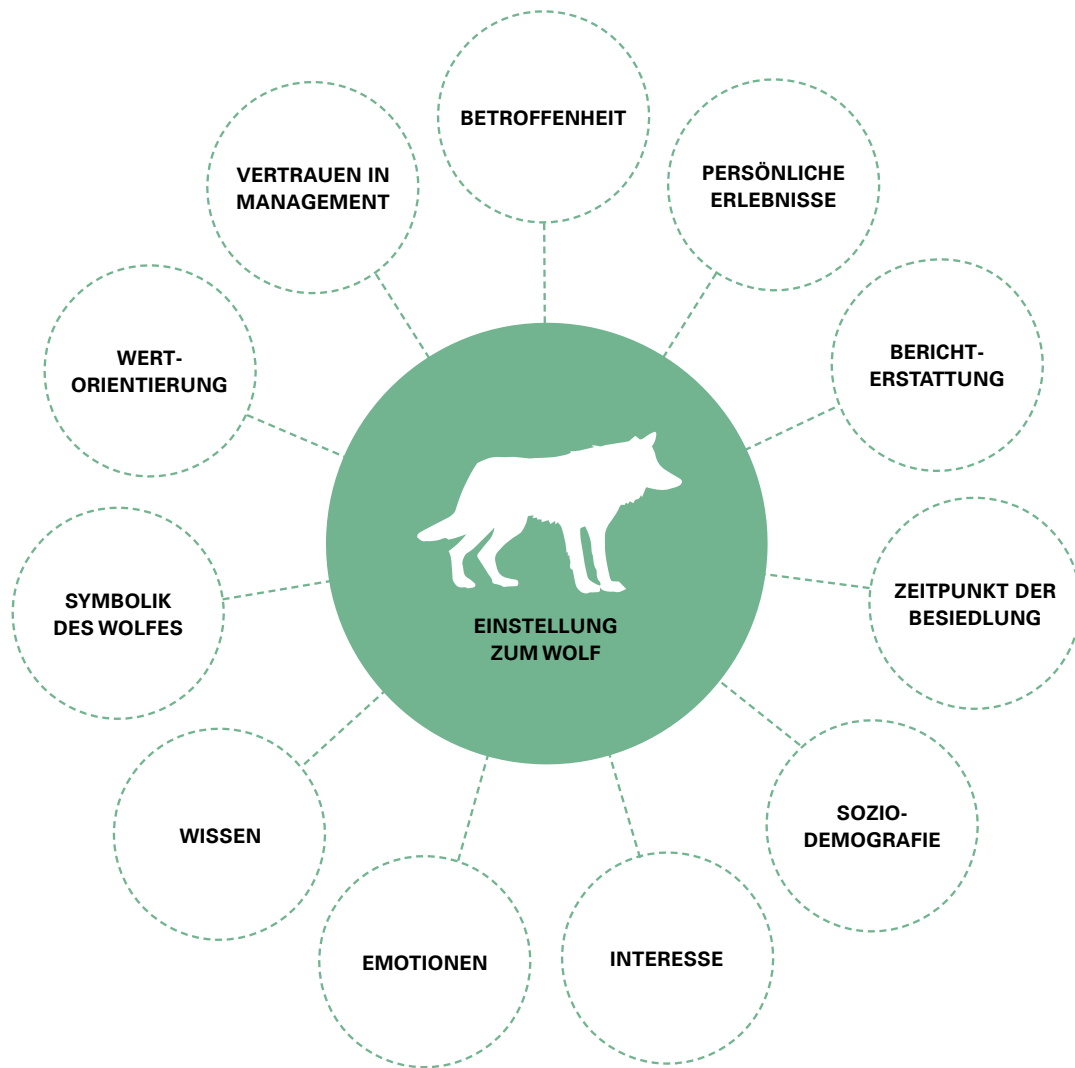 BETROFFENHEIT
PERSÖNLICHE
ERLEBNISSE
BERICHT-
ERSTATTUNG
ZEITPUNKT DER
BESIEDLUNG
SOZIO-
DEMOGRAFIE
INTERESSE
EMOTIONEN
WISSEN
SYMBOLIK
DES WOLFES
WERT-
ORIENTIERUNG
VERTRAUEN IN
MANAGEMENT
EINSTELLUNG
ZUM WOLF